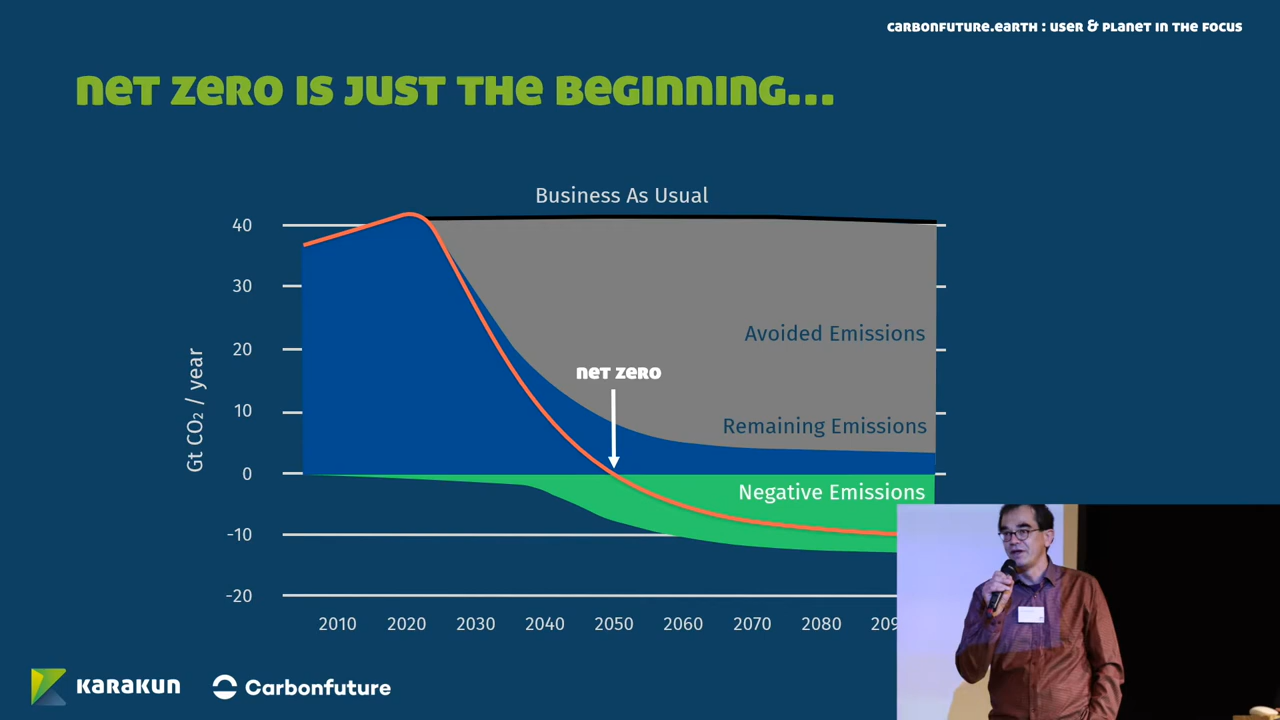 carbonfuture.earth : user & planet in the focus
net zero is just the beginning...
Business As Usual
40
30
20
10
0
-10
-20
Gt CO₂ / year
Avoided Emissions
net zero
Remaining Emissions
Negative Emissions
2010 2020 2030 2040 2050 2060 2070 2080
karakun
Carbonfuture